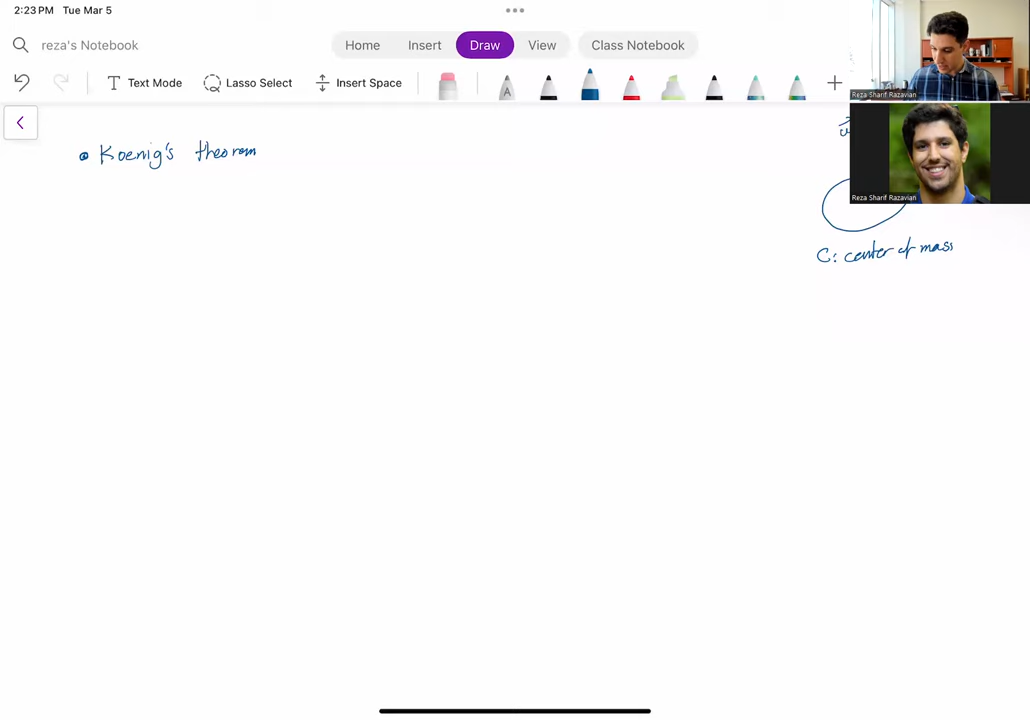 2:23 PM Tue Mar 5
reza's Notebook
Home Insert Draw View Class Notebook
Text Mode Lasso Select Insert Space
A
Reza Sharif Razavian
Koenig's theorem
Reza Sharif Razavian
C: center of mass